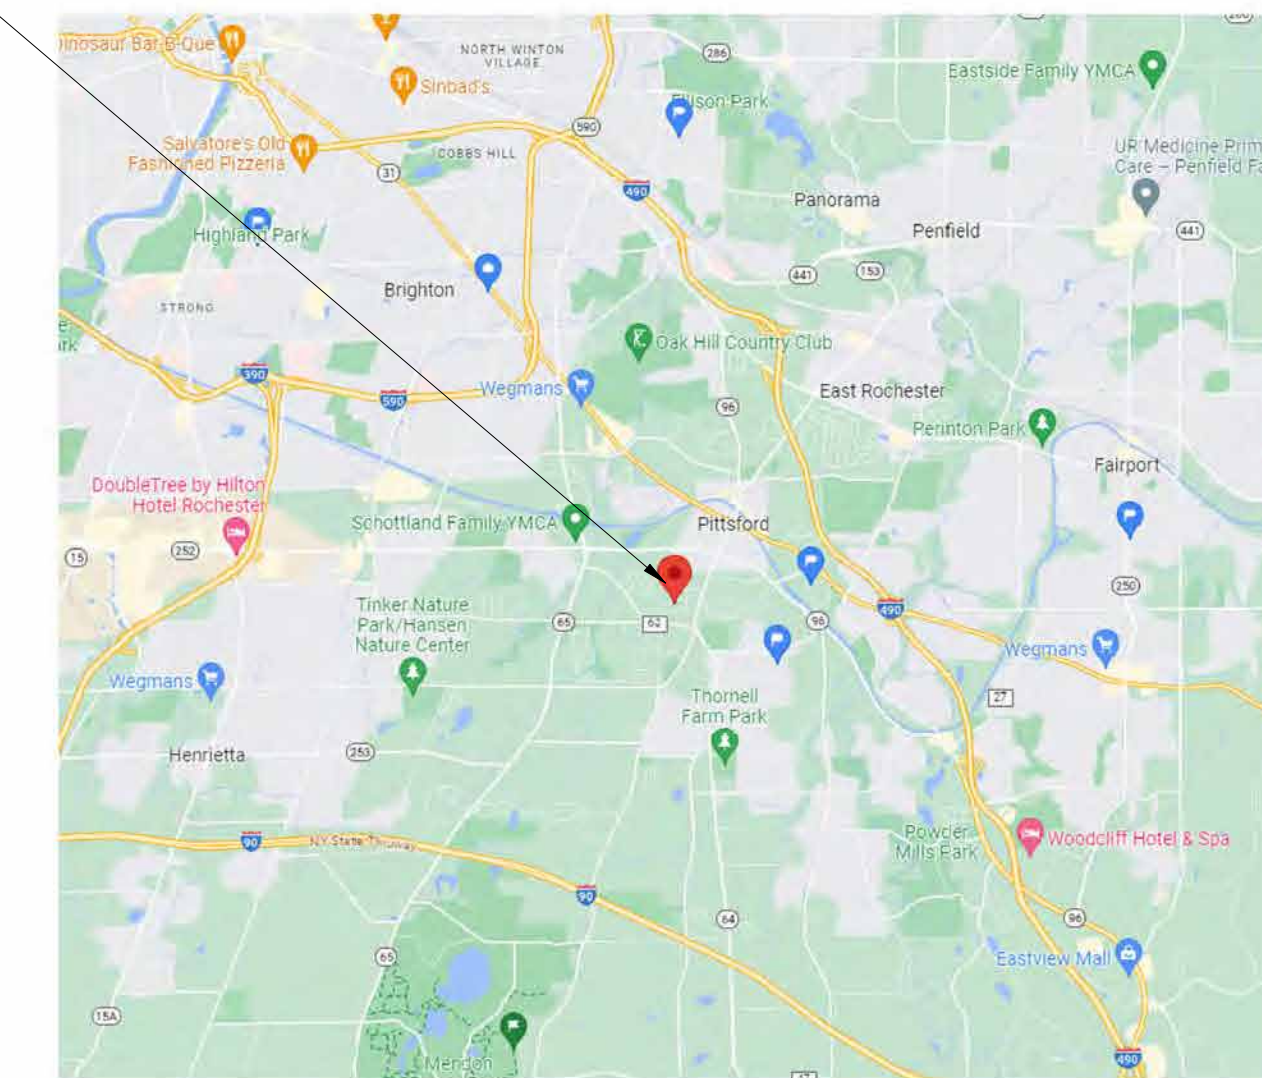 Dinosaur Bar-B-Que
NORTH WINTON
VILLAGE
286
Eastside Family YMCA
Sinbad's
Ellison Park
590
Salvatore's Old
Fashioned Pizzeria
COBBS HILL
31
490
UR Medicine Prim
Care – Penfield Fa
Panorama
Penfield
441
Highland Park
441
153
Brighton
STRONG
Oak Hill Country Club
390
590
Wegmans
96
East Rochester
Perinton Park
Fairport
DoubleTree by Hilton
Hotel Rochester
Schottland Family YMCA
Pittsford
15
252
250
490
Tinker Nature
Park/Hansen
Nature Center
65
62
96
Wegmans
Wegmans
27
Thornell
Farm Park
Henrietta
253
90
NY State Thruway
Powder
Mills Park
Woodcliff Hotel & Spa
90
64
96
65
Eastview Mall
15A
Mendon
490